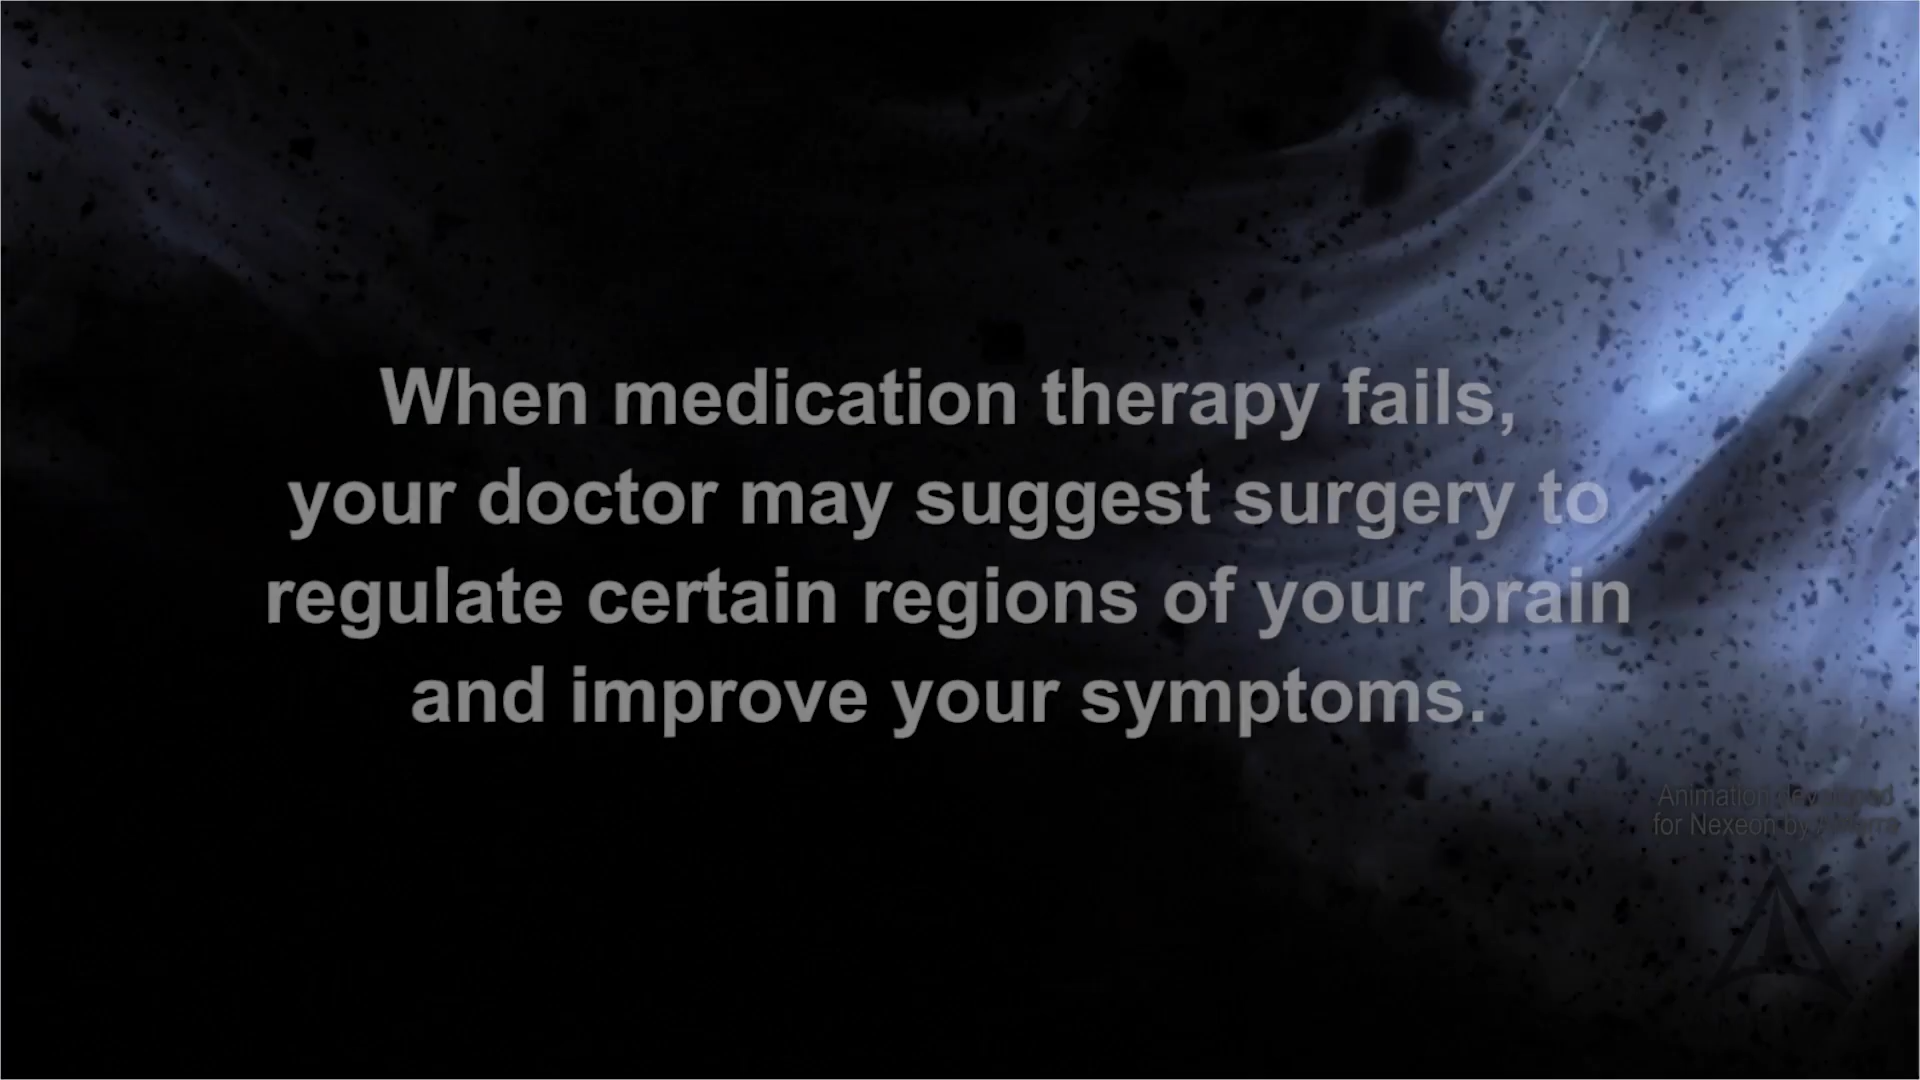 When medication therapy fails,
your doctor may suggest surgery to
regulate certain regions of your brain
and improve your symptoms.
Animation developed
for Nexeon by